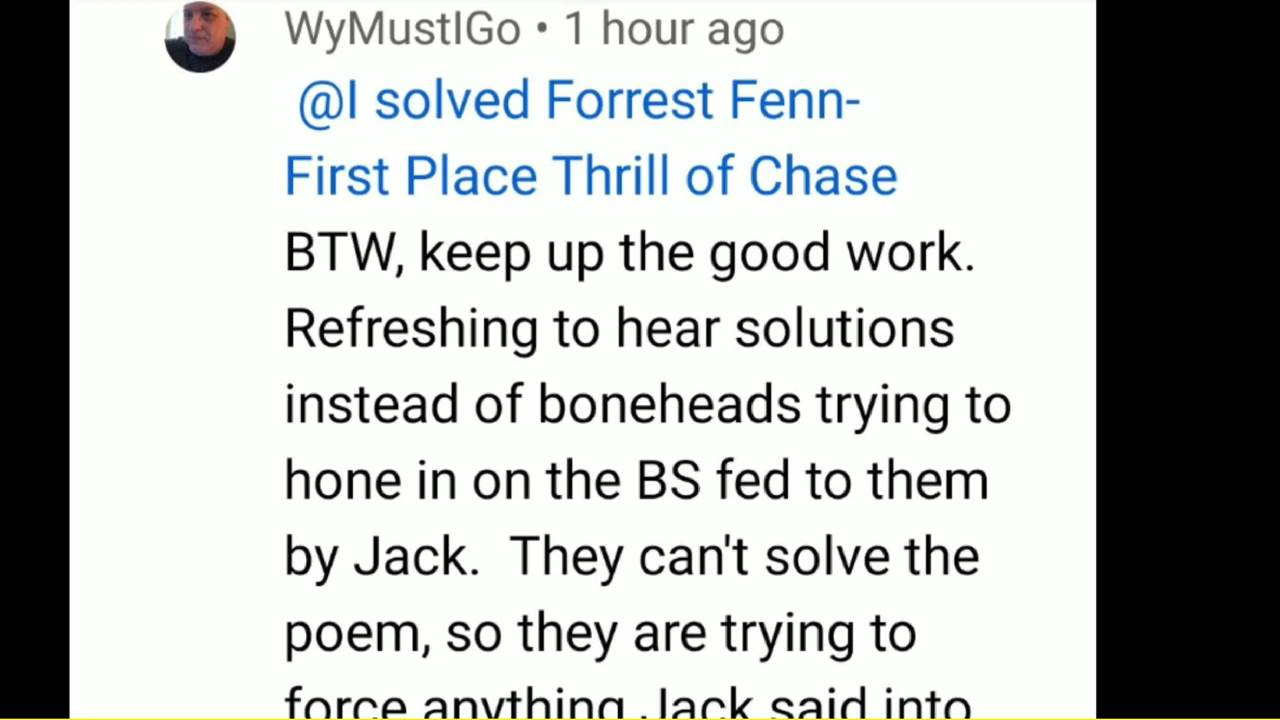 WyMustIGo • 1 hour ago
@I solved Forrest Fenn-
First Place Thrill of Chase
BTW, keep up the good work.
Refreshing to hear solutions
instead of boneheads trying to
hone in on the BS fed to them
by Jack.  They can't solve the
poem, so they are trying to
force anything Jack said into